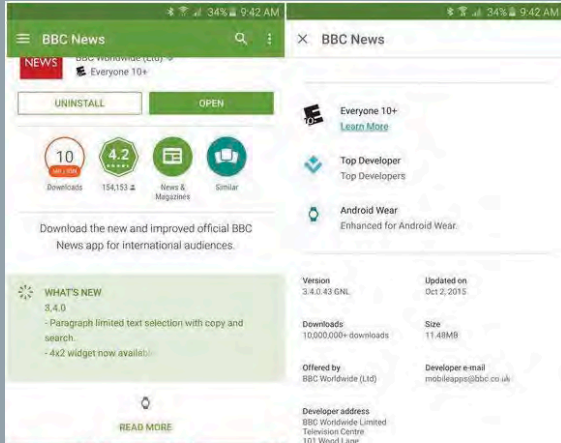 34% 9:42 AM
BBC News
NEWS
BBC Worldwide (Ltd)
Everyone 10+
UNINSTALL
OPEN
10
MILLION
Downloads
4.2
154,153
News &
Magazines
Similar
Download the new and improved official BBC
News app for international audiences.
WHAT'S NEW
3.4.0
- Paragraph limited text selection with copy and
search.
- 4x2 widget now available
READ MORE
34% 9:42 AM
BBC News
Everyone 10+
Learn More
Top Developer
Top Developers
Android Wear
Enhanced for Android Wear.
Version
3.4.0.43 GNL
Updated on
Oct 2, 2015
Downloads
10,000,000+ downloads
Size
11.48MB
Offered by
BBC Worldwide (Ltd)
Developer e-mail
mobileapps@bbc.co.uk
Developer address
BBC Worldwide Limited
Television Centre
101 Wood Lane